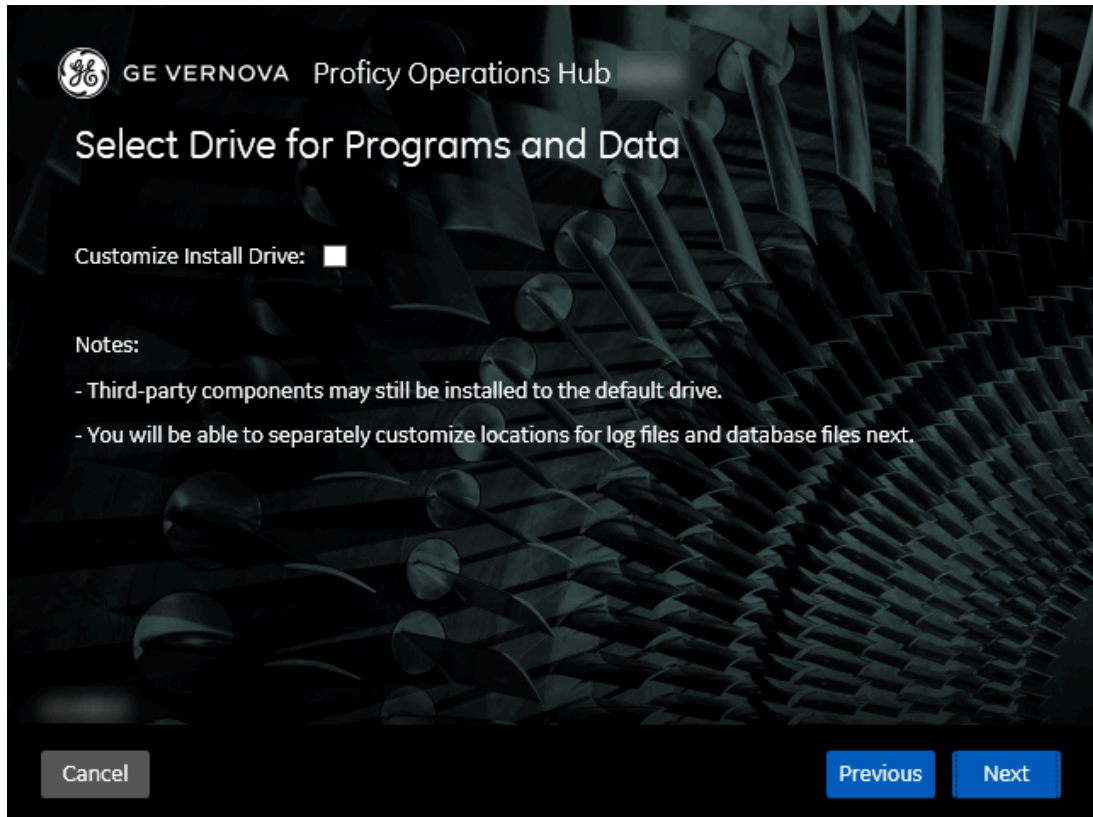 GE VERNOVA Proficy Operations Hub
Select Drive for Programs and Data
Customize Install Drive:
Notes:
- Third-party components may still be installed to the default drive.
- You will be able to separately customize locations for log files and database files next.
Cancel Previous Next